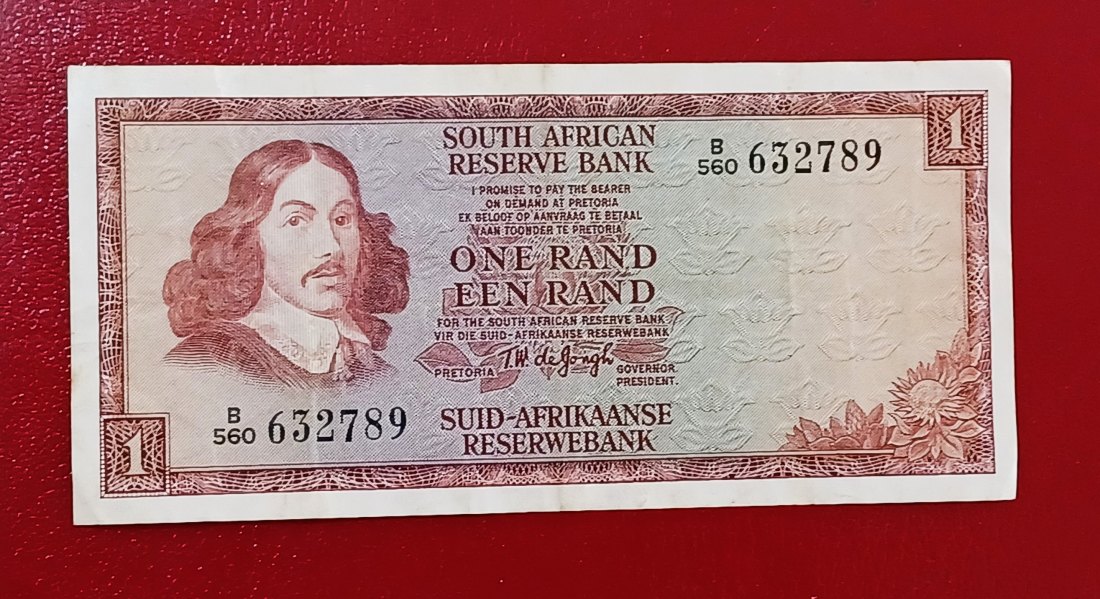 1
SOUTH AFRICAN
RESERVE BANK
B
560 632789
I PROMISE TO PAY THE BEARER
ON DEMAND AT PRETORIA
EK BELOOF OP AANVRAAG TE BETAAL
AAN TOONDER TE PRETORIA
ONE RAND
EEN RAND
FOR THE SOUTH AFRICAN RESERVE BANK
VIR DIE SUID-AFRIKAANSE RESERWEBANK
T.W. de Jongh
PRETORIA
GOVERNOR.
PRESIDENT.
B
560 632789
SUID-AFRIKAANSE
RESERWEBANK
1